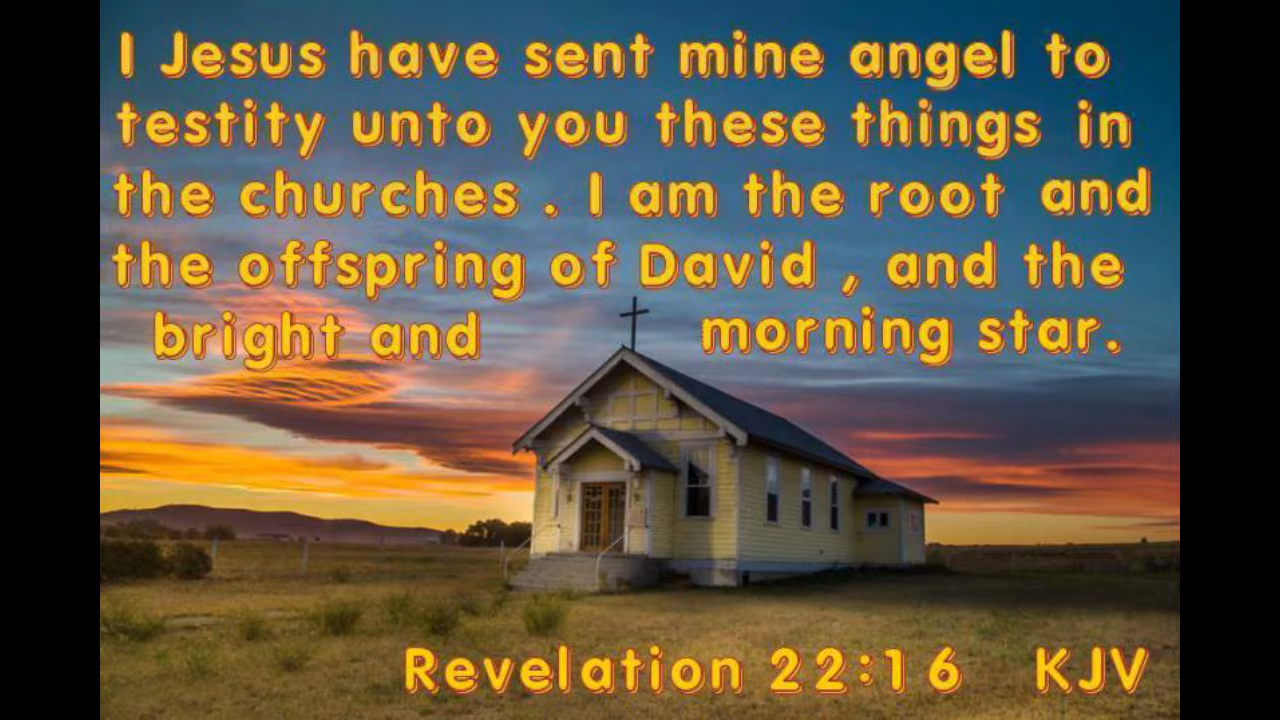 I Jesus have sent mine angel to
testity unto you these things in
the churches . I am the root and
the offspring of David , and the
bright and morning star.
Revelation 22:16 KJV